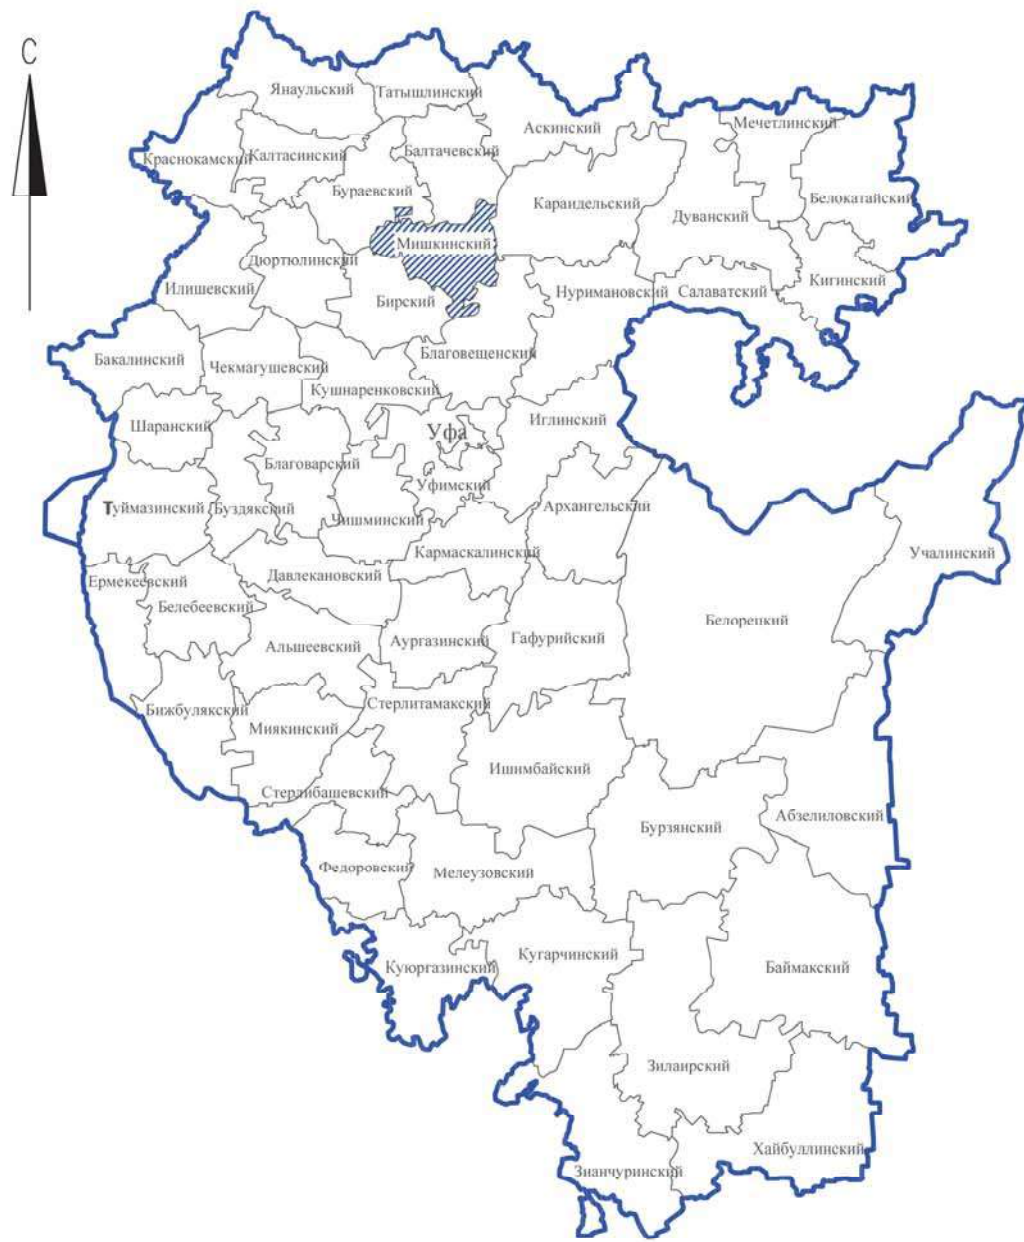 С
Янаульский
Татышлинский
Аскинский
Мечетлинский
Краснокамский
Калтасинский
Балтачевский
Бураевский
Караидельский
Дуванский
Белокатайский
Мишкинский
Дюртюлинский
Илишевский
Бирский
Нуримановский
Салаватский
Кигинский
Бакалинский
Чекмагушевский
Благовещенский
Кушнаренковский
Шаранский
Уфа
Иглинский
Благоварский
Уфимский
Туймазинский
Буздякский
Чишминский
Архангельский
Кармаскалинский
Учалинский
Ермекеевский
Давлекановский
Белебеевский
Альшеевский
Аургазинский
Гафурийский
Белорецкий
Бижбулякский
Стерлитамакский
Миякинский
Ишимбайский
Стерлибашевский
Абзелиловский
Бурзянский
Федоровский
Мелеузовский
Куюргазинский
Кугарчинский
Баймакский
Зилаирский
Хайбуллинский
Зианчуринский